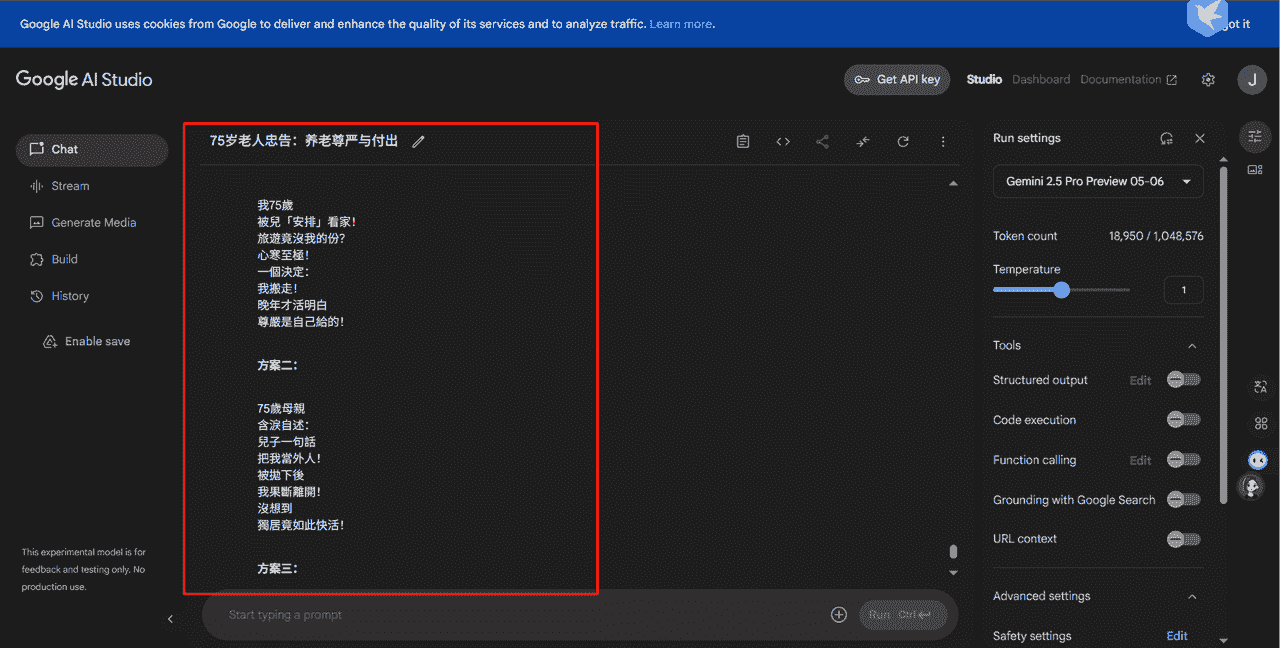 Google AI Studio uses cookies from Google to deliver and enhance the quality of its services and to analyze traffic. Learn more.
ot it
Google AI Studio
Get API key
Studio
Dashboard
Documentation
J
Chat
Stream
Generate Media
Build
History
Enable save
This experimental model is for
feedback and testing only. No
production use.
75岁老人忠告：养老尊严与付出
我75歲
被兒「安排」看家！
旅遊竟沒我的份？
心寒至極！
一個決定：
我搬走！
晚年才活明白
尊嚴是自己給的！
方案二：
75歲母親
含淚自述：
兒子一句話
把我當外人！
被拋下後
我果斷離開！
沒想到
獨居竟如此快活！
方案三：
Start typing a prompt
Run Ctrl
Run settings
Gemini 2.5 Pro Preview 05-06
Token count 18,950 / 1,048,576
Temperature
1
Tools
Structured output Edit
Code execution
Function calling Edit
Grounding with Google Search
URL context
Advanced settings
Safety settings Edit